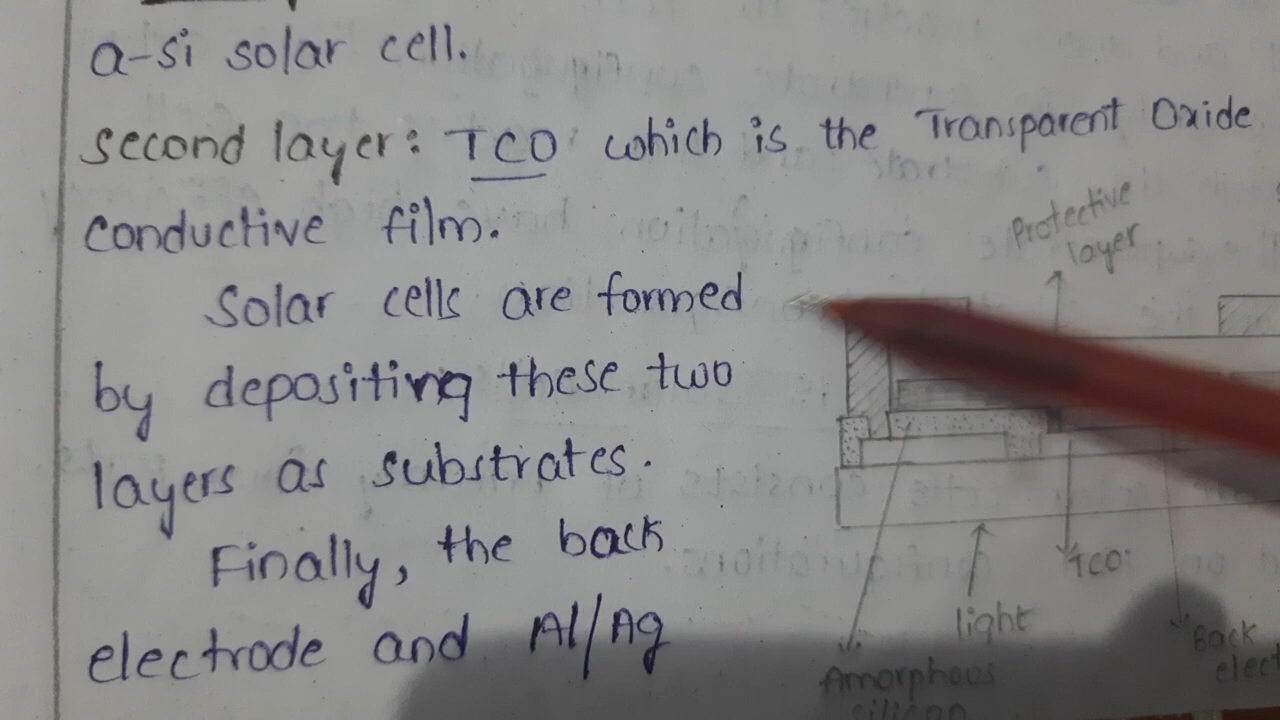 a-si solar cell.
second layer: TCO which is the Transparent Oxide
conductive film.
Solar cells are formed
by depositing these two
layers as substrates.
Finally, the back
electrode and Al/Ag
Protective
layer
TCO
light
Back
Amorphous
silicon